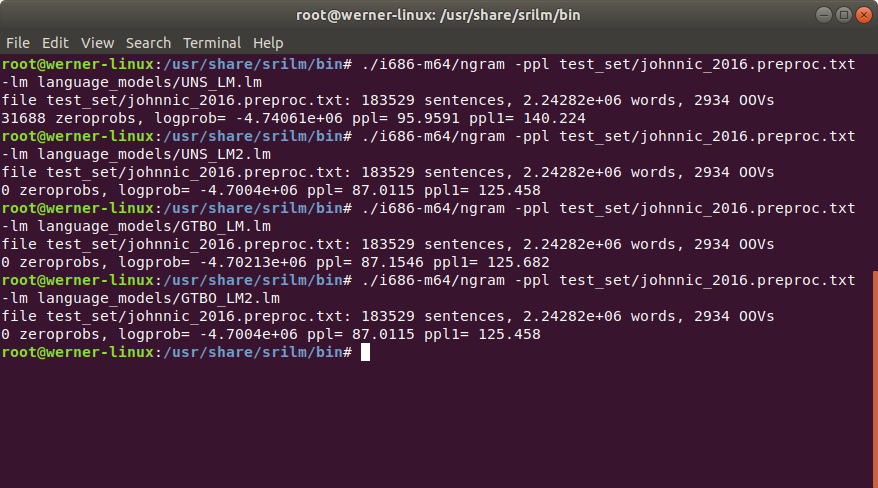 root@werner-linux: /usr/share/srilm/bin
File Edit View Search Terminal Help
root@werner-linux:/usr/share/srilm/bin# ./i686-m64/ngram -ppl test_set/johnnic_2016.preproc.txt
-lm language_models/UNS_LM.lm
file test_set/johnnic_2016.preproc.txt: 183529 sentences, 2.24282e+06 words, 2934 OOVs
31688 zeroprobs, logprob= -4.74061e+06 ppl= 95.9591 ppl1= 140.224
root@werner-linux:/usr/share/srilm/bin# ./i686-m64/ngram -ppl test_set/johnnic_2016.preproc.txt
-lm language_models/UNS_LM2.lm
file test_set/johnnic_2016.preproc.txt: 183529 sentences, 2.24282e+06 words, 2934 OOVs
0 zeroprobs, logprob= -4.7004e+06 ppl= 87.0115 ppl1= 125.458
root@werner-linux:/usr/share/srilm/bin# ./i686-m64/ngram -ppl test_set/johnnic_2016.preproc.txt
-lm language_models/GTBO_LM.lm
file test_set/johnnic_2016.preproc.txt: 183529 sentences, 2.24282e+06 words, 2934 OOVs
0 zeroprobs, logprob= -4.70213e+06 ppl= 87.1546 ppl1= 125.682
root@werner-linux:/usr/share/srilm/bin# ./i686-m64/ngram -ppl test_set/johnnic_2016.preproc.txt
-lm language_models/GTBO_LM2.lm
file test_set/johnnic_2016.preproc.txt: 183529 sentences, 2.24282e+06 words, 2934 OOVs
0 zeroprobs, logprob= -4.7004e+06 ppl= 87.0115 ppl1= 125.458
root@werner-linux:/usr/share/srilm/bin#